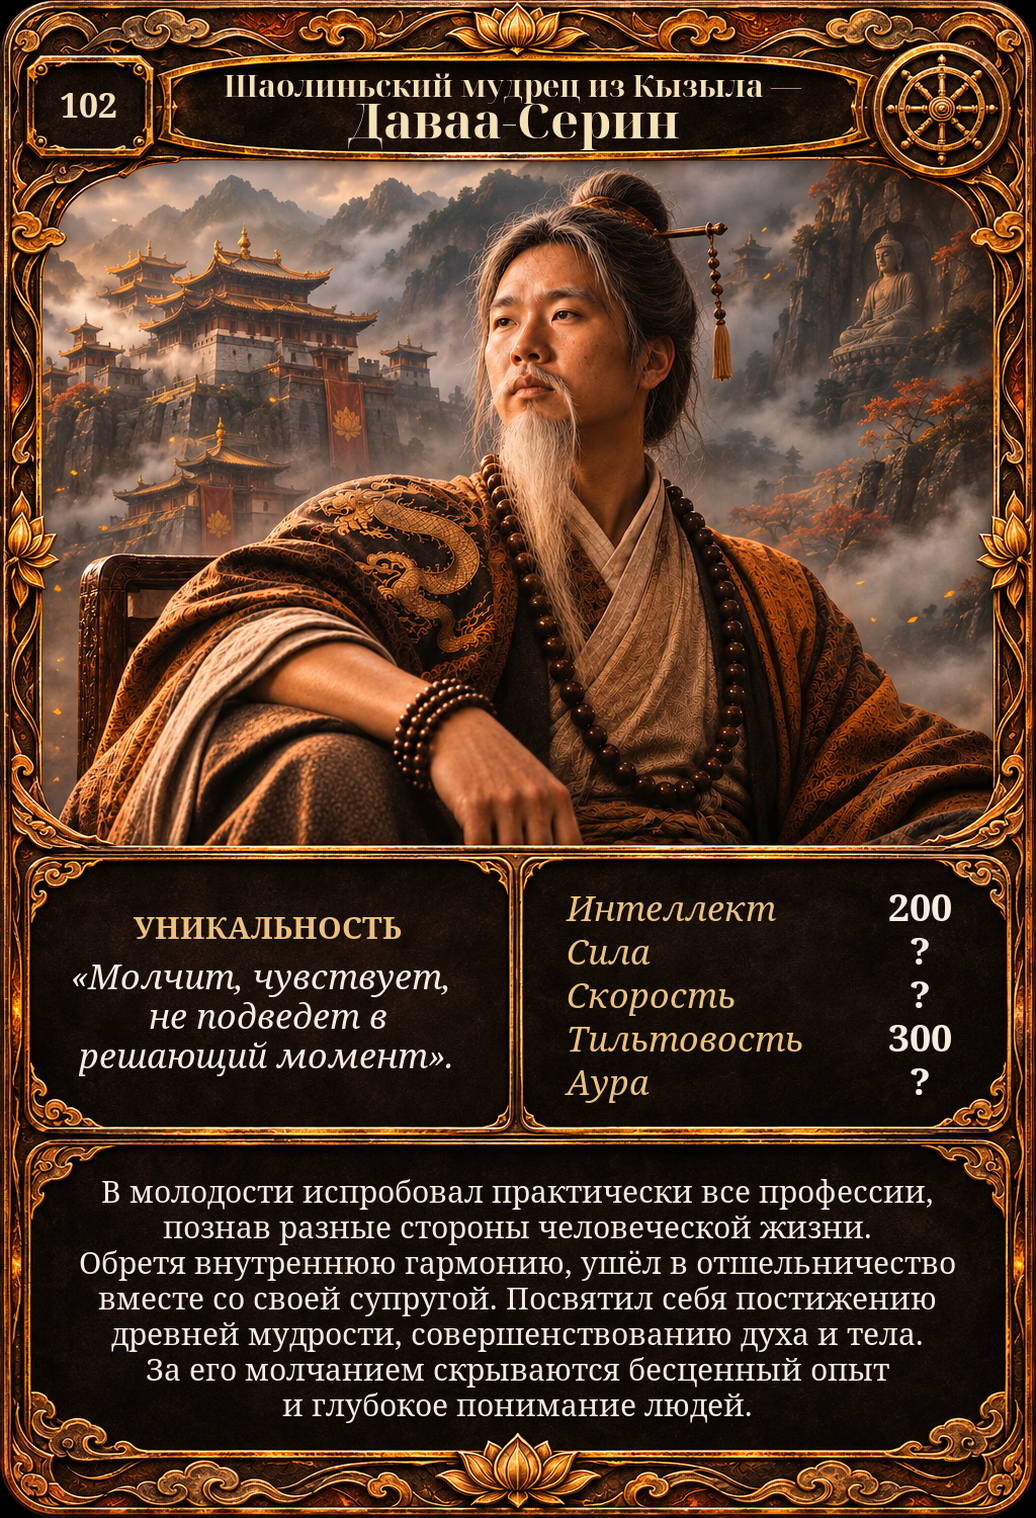 102
Шаолиньский мудрец из Кызыла —
Даваа-Серин
УНИКАЛЬНОСТЬ
«Молчит, чувствует,
не подведет в
решающий момент».
Интеллект 200
Сила ?
Скорость ?
Тильтовость 300
Аура ?
В молодости испробовал практически все профессии,
познав разные стороны человеческой жизни.
Обретя внутреннюю гармонию, ушёл в отшельничество
вместе со своей супругой. Посвятил себя постижению
древней мудрости, совершенствованию духа и тела.
За его молчанием скрываются бесценный опыт
и глубокое понимание людей.